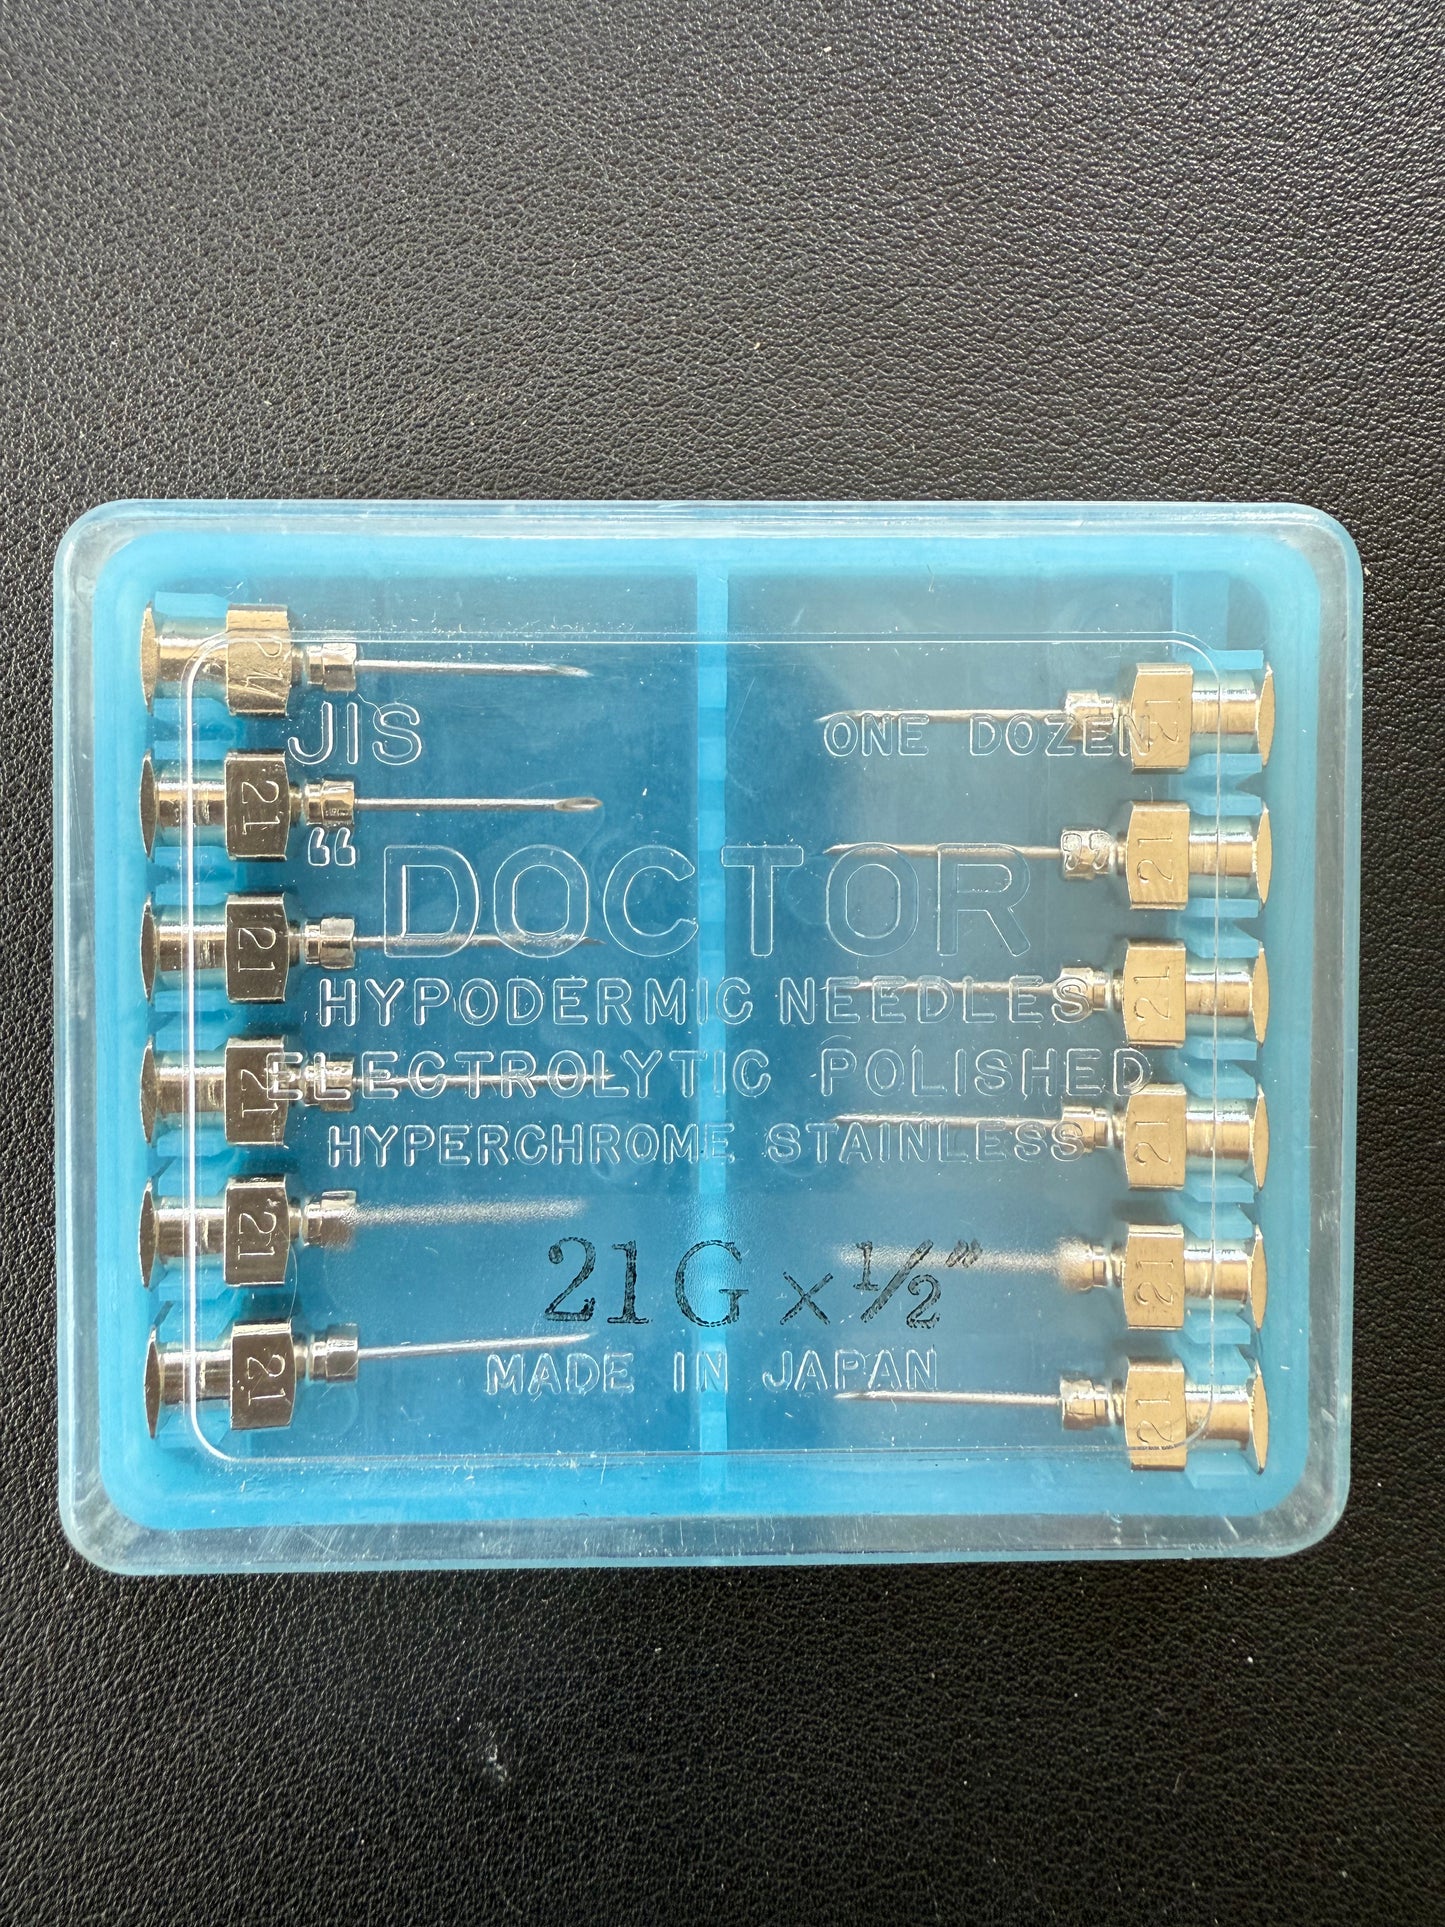 JIS ONE DOZEN
“DOCTOR”
HYPODERMIC NEEDLES
ELECTROLYTIC POLISHED
HYPERCHROME STAINLESS
21G x 1/2"
MADE IN JAPAN
21
21
21
21
21
21
21
21
21
21
21
21